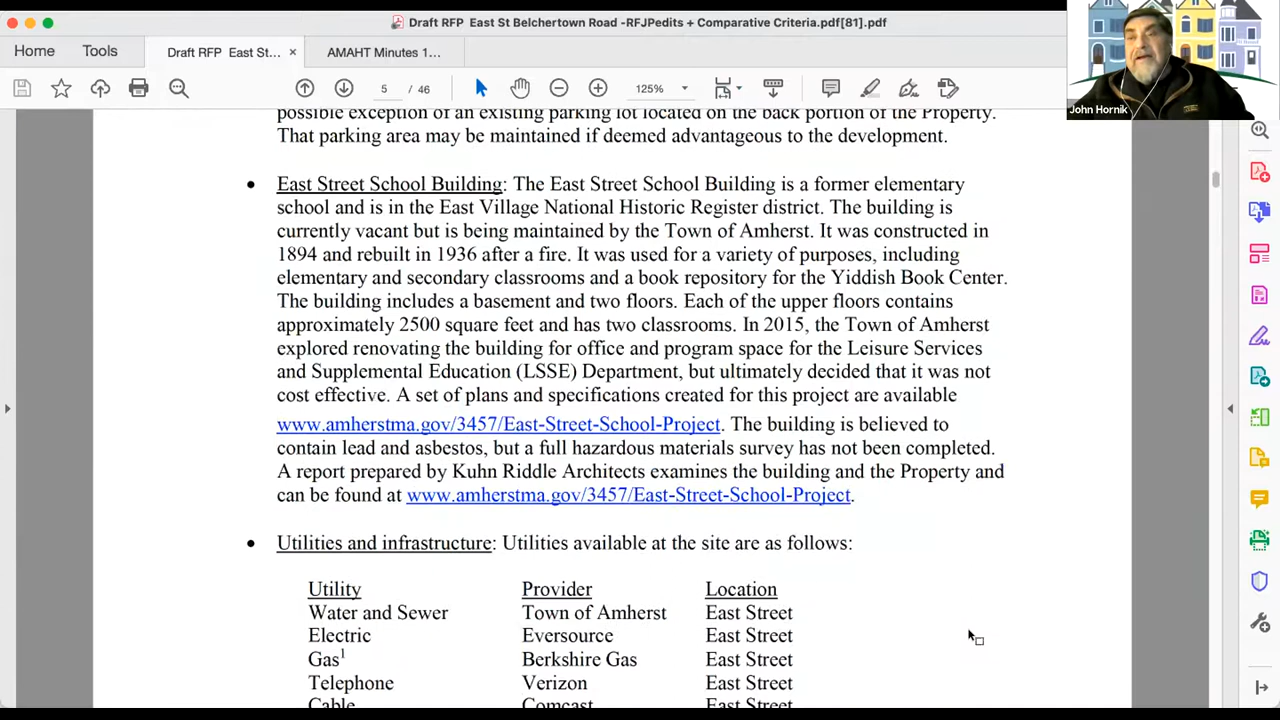 Draft RFP East St Belchertown Road -RFJPedits + Comparative Criteria.pdf[81].pdf
Home
Tools
Draft RFP East St...
×
AMAHT Minutes 1...
5 / 46
125%
John Hornik
possible exception of an existing parking lot located on the back portion of the Property.
That parking area may be maintained if deemed advantageous to the development.
• East Street School Building: The East Street School Building is a former elementary
school and is in the East Village National Historic Register district. The building is
currently vacant but is being maintained by the Town of Amherst. It was constructed in
1894 and rebuilt in 1936 after a fire. It was used for a variety of purposes, including
elementary and secondary classrooms and a book repository for the Yiddish Book Center.
The building includes a basement and two floors. Each of the upper floors contains
approximately 2500 square feet and has two classrooms. In 2015, the Town of Amherst
explored renovating the building for office and program space for the Leisure Services
and Supplemental Education (LSSE) Department, but ultimately decided that it was not
cost effective. A set of plans and specifications created for this project are available
www.amherstma.gov/3457/East-Street-School-Project. The building is believed to
contain lead and asbestos, but a full hazardous materials survey has not been completed.
A report prepared by Kuhn Riddle Architects examines the building and the Property and
can be found at www.amherstma.gov/3457/East-Street-School-Project.
• Utilities and infrastructure: Utilities available at the site are as follows:
Utility Provider Location
Water and Sewer Town of Amherst East Street
Electric Eversource East Street
Gas¹ Berkshire Gas East Street
Telephone Verizon East Street
Cable Comcast East Street